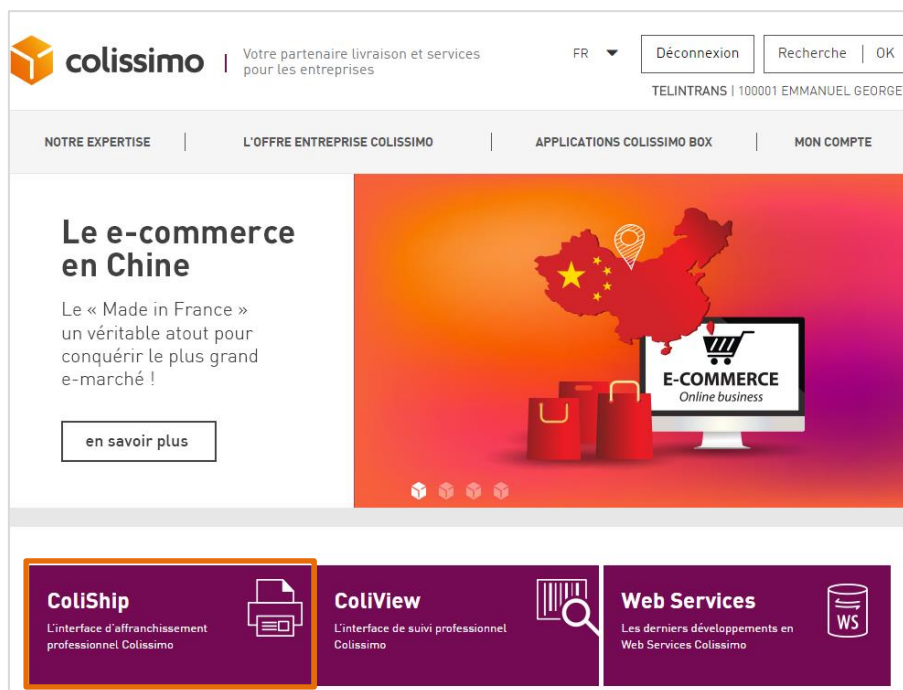 colissimo
Votre partenaire livraison et services
pour les entreprises
FR
Déconnexion
Recherche | OK
TELINTRANS | 100001 EMMANUEL GEORGE
NOTRE EXPERTISE
L'OFFRE ENTREPRISE COLISSIMO
APPLICATIONS COLISSIMO BOX
MON COMPTE
Le e-commerce
en Chine
Le « Made in France »
un véritable atout pour
conquérir le plus grand
e-marché !
en savoir plus
E-COMMERCE
Online business
ColiShip
L'interface d'affranchissement
professionnel Colissimo
ColiView
L'interface de suivi professionnel
Colissimo
Web Services
Les derniers développements en
Web Services Colissimo
WS